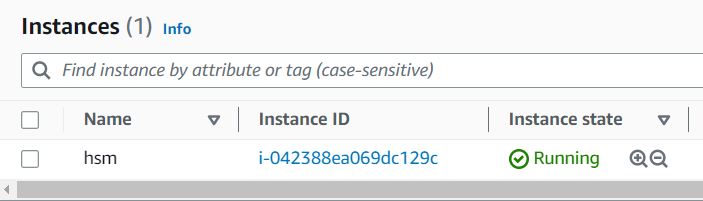 Instances (1) Info
Find instance by attribute or tag (case-sensitive)
Name Instance ID Instance state
hsm i-042388ea069dc129c Running